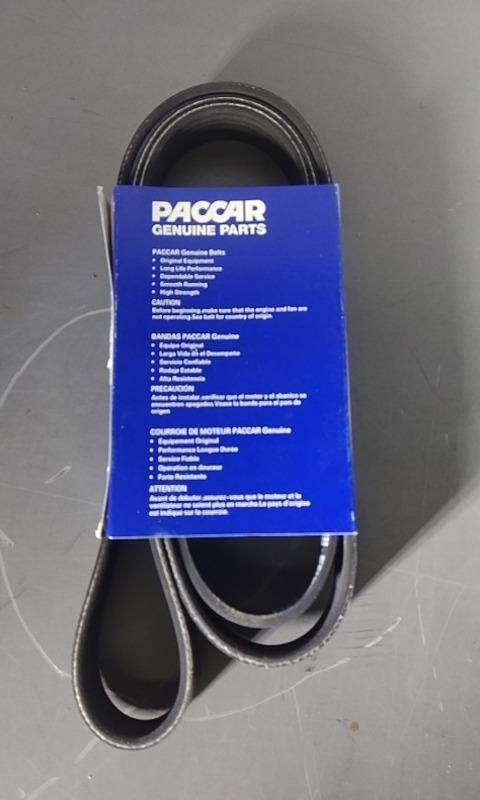 PACCAR
GENUINE PARTS
PACCAR Genuine Belts
• Original Equipment
• Long Life Performance
• Dependable Service
• Smooth Running
• High Strength
CAUTION
Before beginning,make sure that the engine and fan are
not operating.See belt for country of origin.
BANDAS PACCAR Genuine
• Equipo Original
• Larga Vida en el Desempeño
• Servicio Confiable
• Rodaje Estable
• Alta Resistencia
PRECAUCIÓN
Antes de instalar,verificar que el motor y el abanico se
encuentren apagados.Vease la banda para el pais de
origen
COURROIE DE MOTEUR PACCAR Genuine
• Equipement Original
• Performance Longue Durée
• Service Fiable
• Operation en douceur
• Forte Resistente
ATTENTION
Avant de débuter,assurez-vous que le moteur et le
ventilateur ne soient plus en marche.Le pays d'origine
est indiqué sur la courroie.